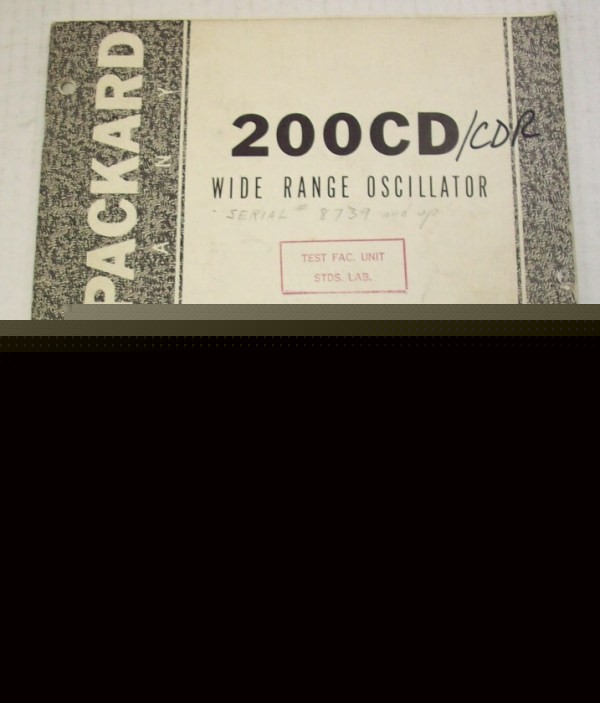 PACKARD
A N Y
200CD/CDR
WIDE RANGE OSCILLATOR
SERIAL # 8739 and up
TEST FAC. UNIT
STDS. LAB.